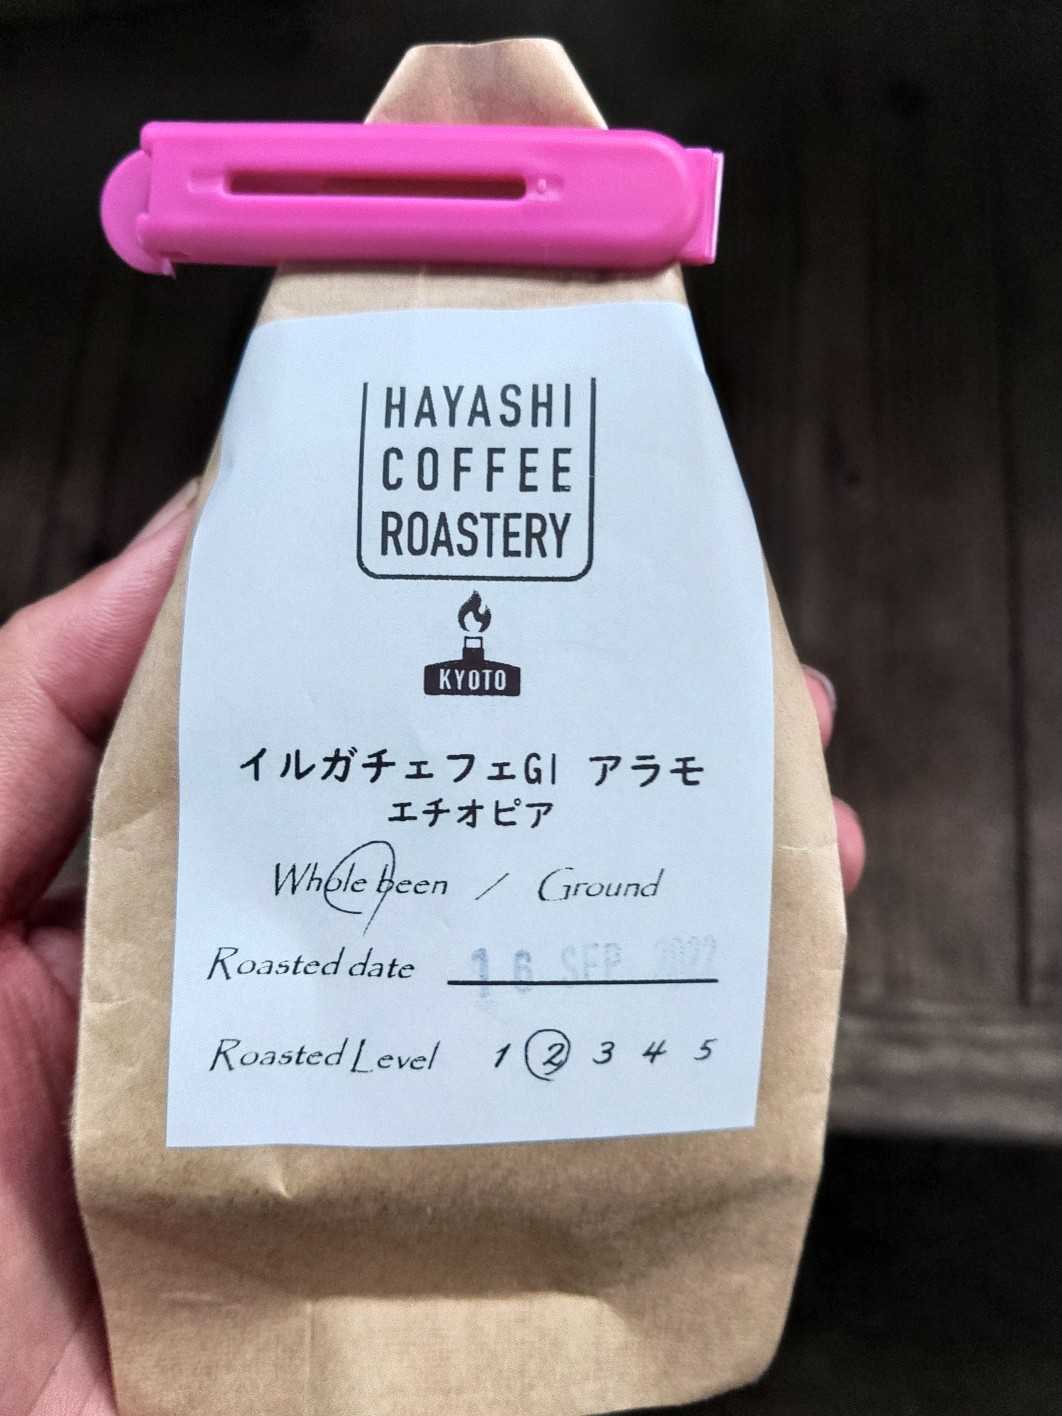 HAYASHI
COFFEE
ROASTERY
KYOTO
イルガチェフェG1 アラモ
エチオピア
Whole been / Ground
Roasted date 16 SEP 2022
Roasted Level 1 2 3 4 5